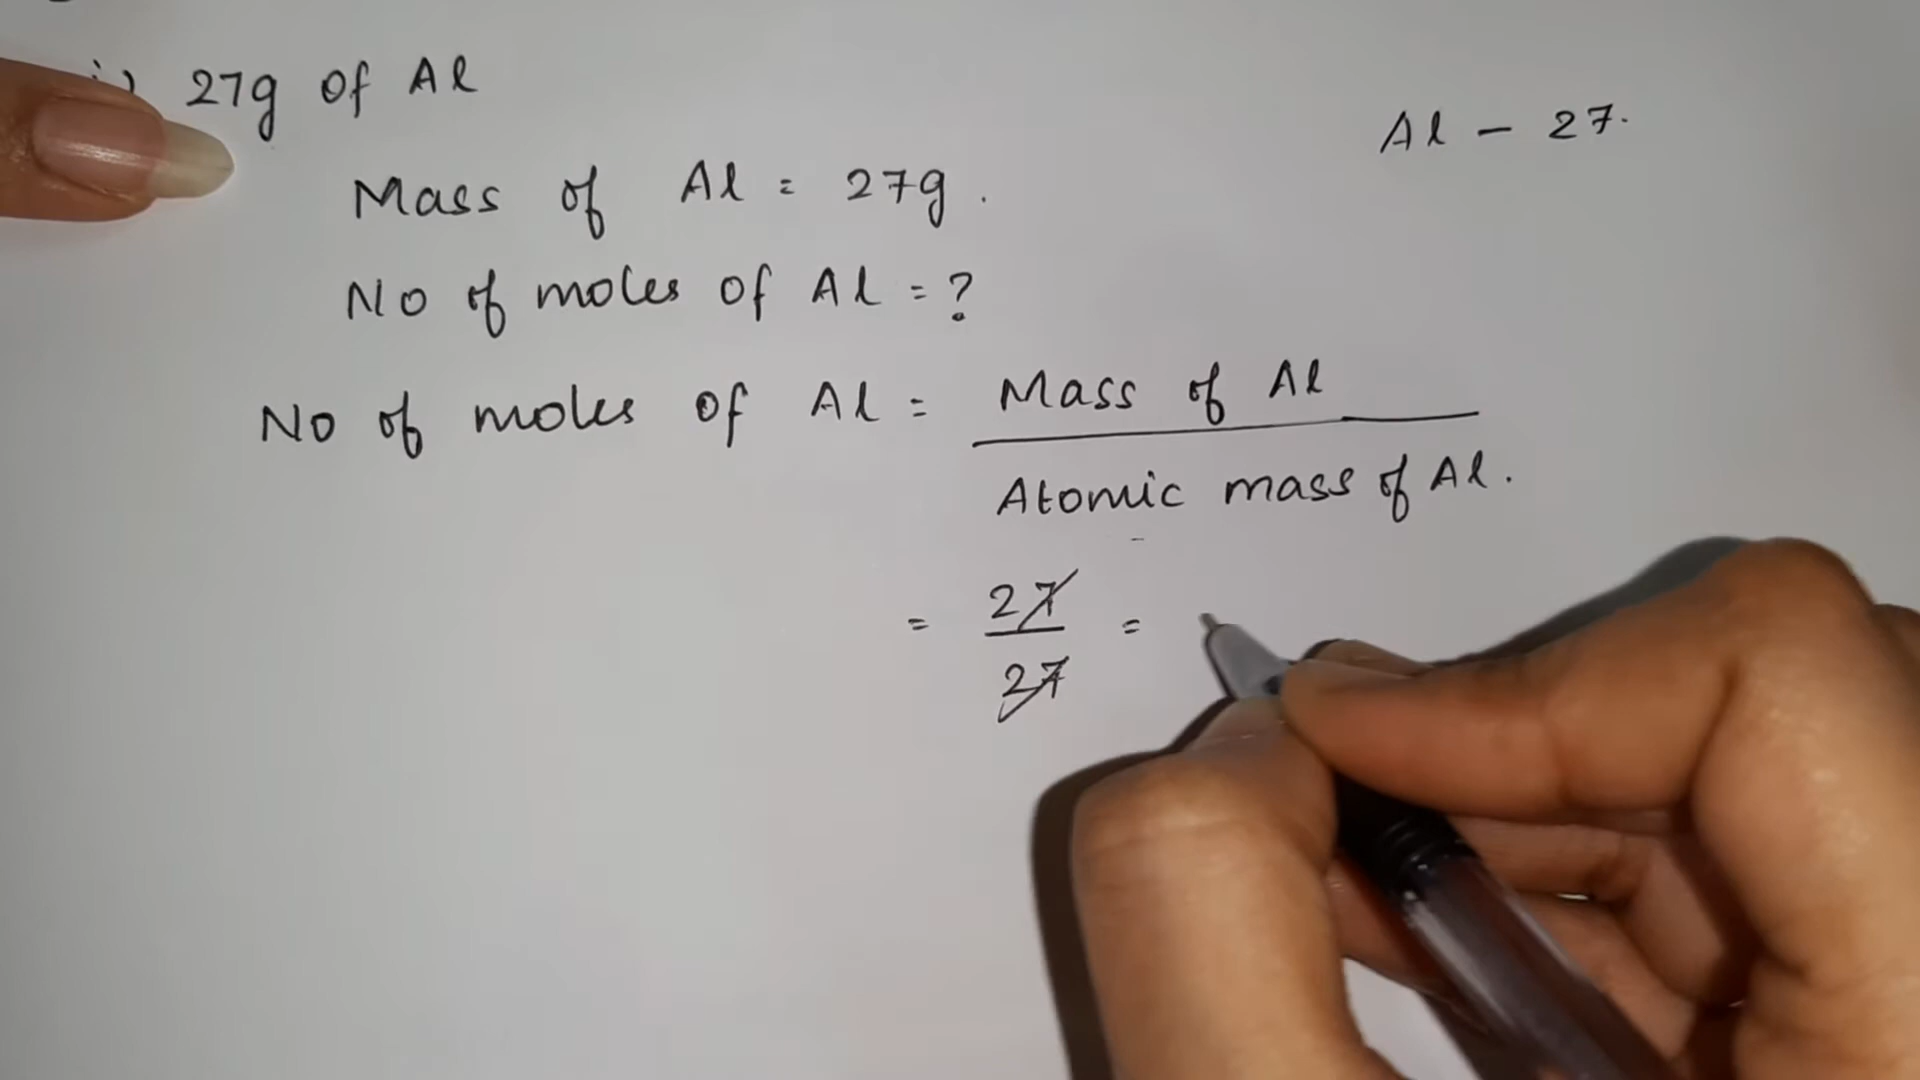 i) 27g of Al
Al - 27.
Mass of Al = 27g.
No of moles of Al = ?
No of moles of Al = Mass of Al
Atomic mass of Al.
= 27 =
27